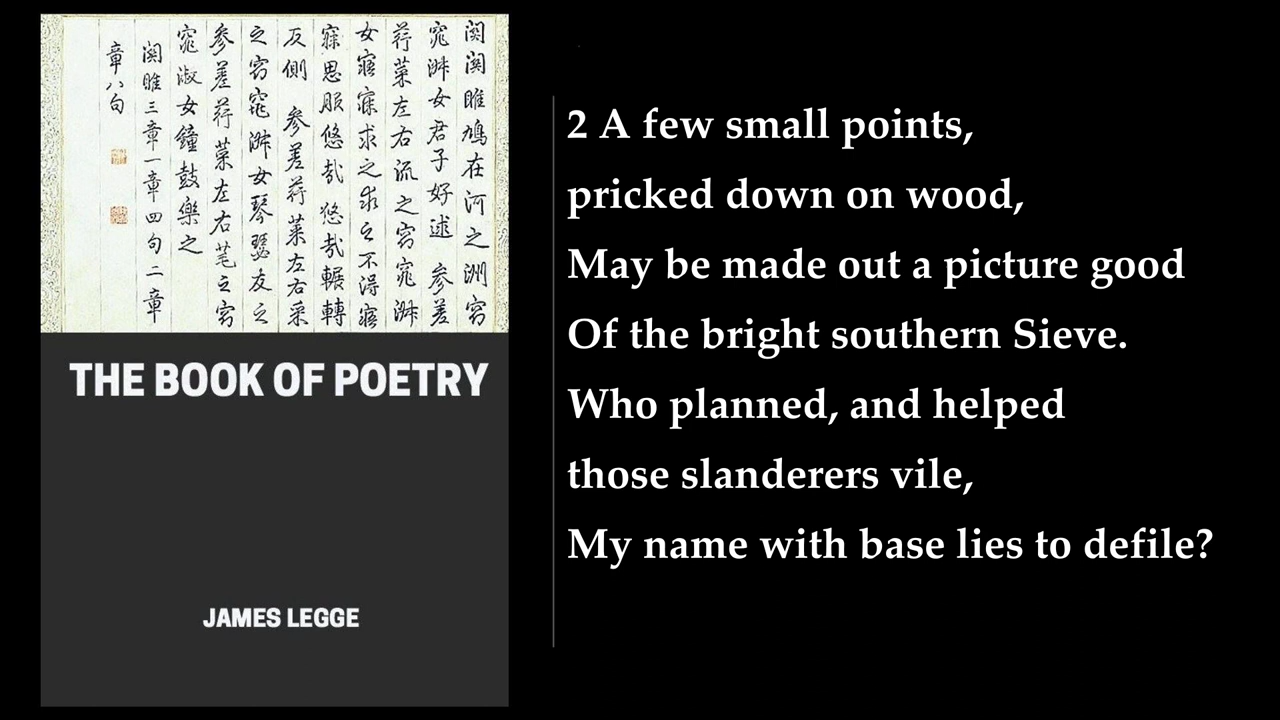 関関雎鳩在河之洲窈
窕淑女君子好逑 参差
荇菜左右流之窈窕淑
女寤寐求之求之不得寤
寐思服悠哉悠哉輾轉
反側 参差荇菜左右采
之窈窕淑女琴瑟友之
参差荇菜左右芼之窈
窕淑女鐘鼓樂之
関雎三章一章四句二章
章八句
THE BOOK OF POETRY
JAMES LEGGE
2 A few small points,
pricked down on wood,
May be made out a picture good
Of the bright southern Sieve.
Who planned, and helped
those slanderers vile,
My name with base lies to defile?